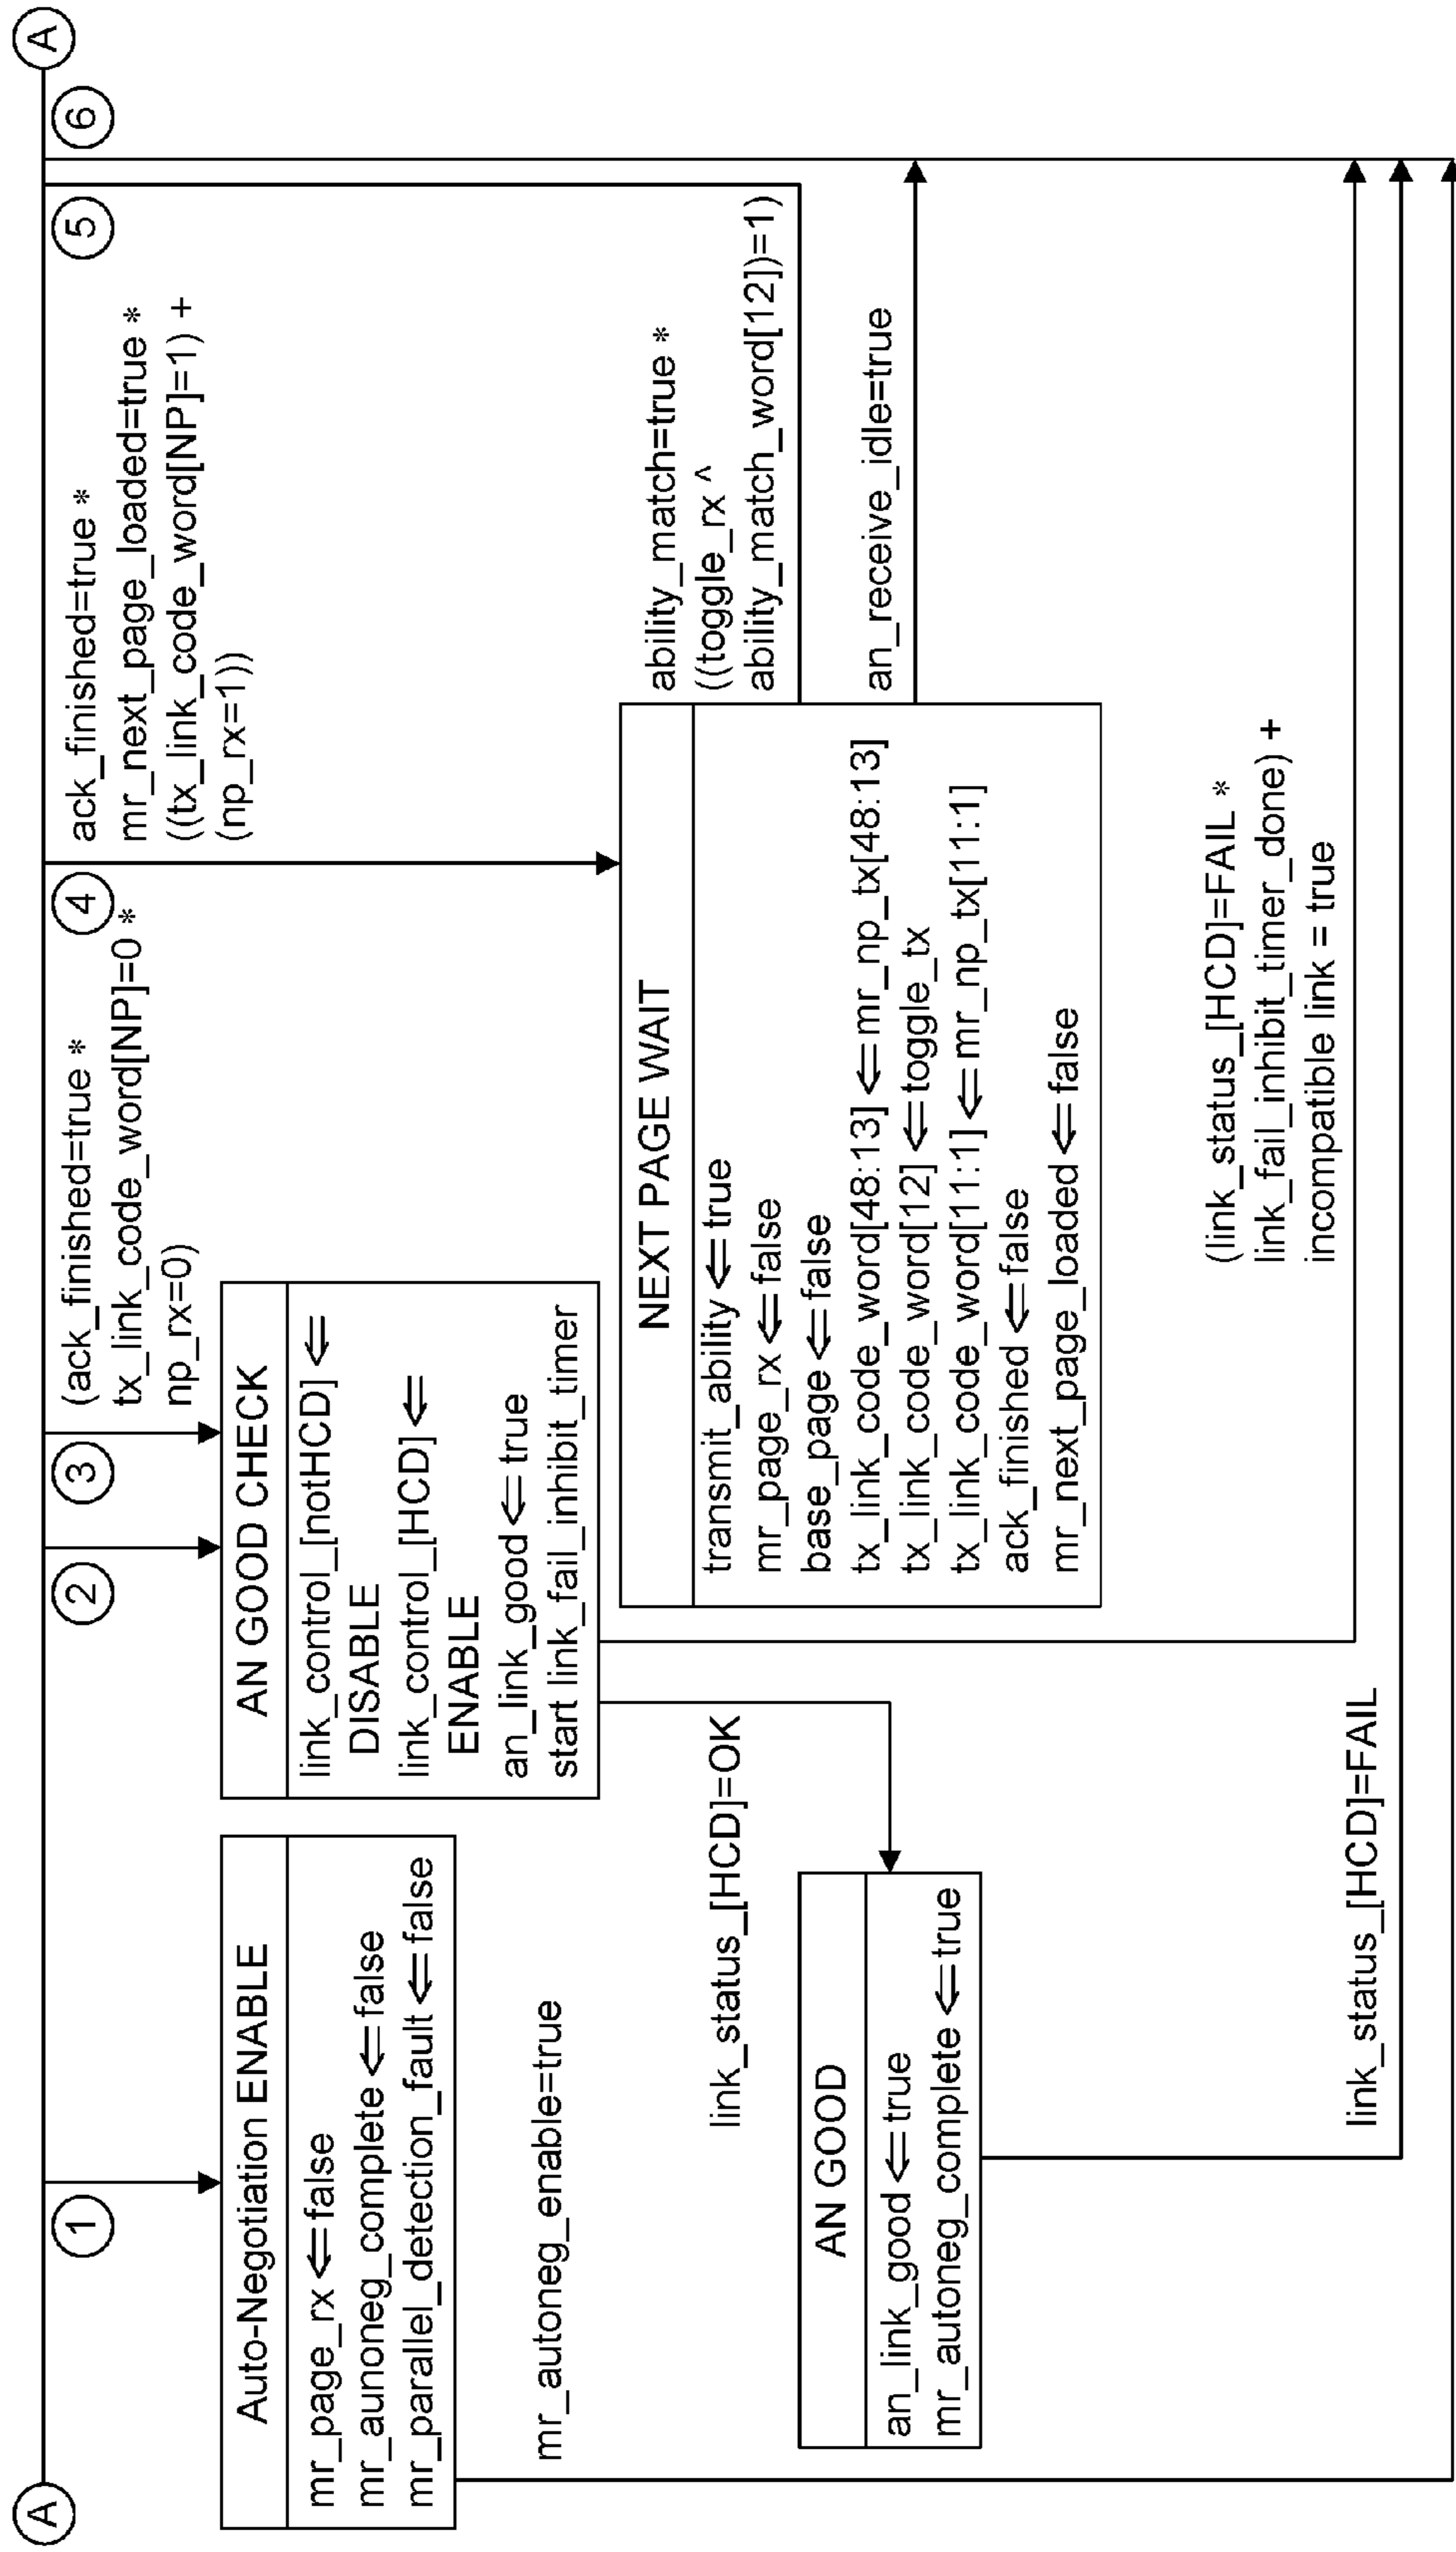 A
1
2
3
4
5
6
A
(ack_finished=true *
tx_link_code_word[NP]=0 *
np_rx=0)
ack_finished=true *
mr_next_page_loaded=true *
((tx_link_code_word[NP]=1) +
(np_rx=1))
Auto-Negotiation ENABLE
mr_page_rx⇐false
mr_aunoneg_complete⇐false
mr_parallel_detection_fault⇐false
mr_autoneg_enable=true
AN GOOD CHECK
link_control_[notHCD]⇐
DISABLE
link_control_[HCD]⇐
ENABLE
an_link_good⇐true
start link_fail_inhibit_timer
link_status_[HCD]=OK
NEXT PAGE WAIT
transmit_ability⇐true
mr_page_rx⇐false
base_page⇐false
tx_link_code_word[48:13]⇐mr_np_tx[48:13]
tx_link_code_word[12]⇐toggle_tx
tx_link_code_word[11:1]⇐mr_np_tx[11:1]
ack_finished⇐false
mr_next_page_loaded⇐false
ability_match=true *
((toggle_rx ^
ability_match_word[12])=1)
an_receive_idle=true
AN GOOD
an_link_good⇐true
mr_autoneg_complete⇐true
(link_status_[HCD]=FAIL *
link_fail_inhibit_timer_done) +
incompatible link = true
link_status_[HCD]=FAIL